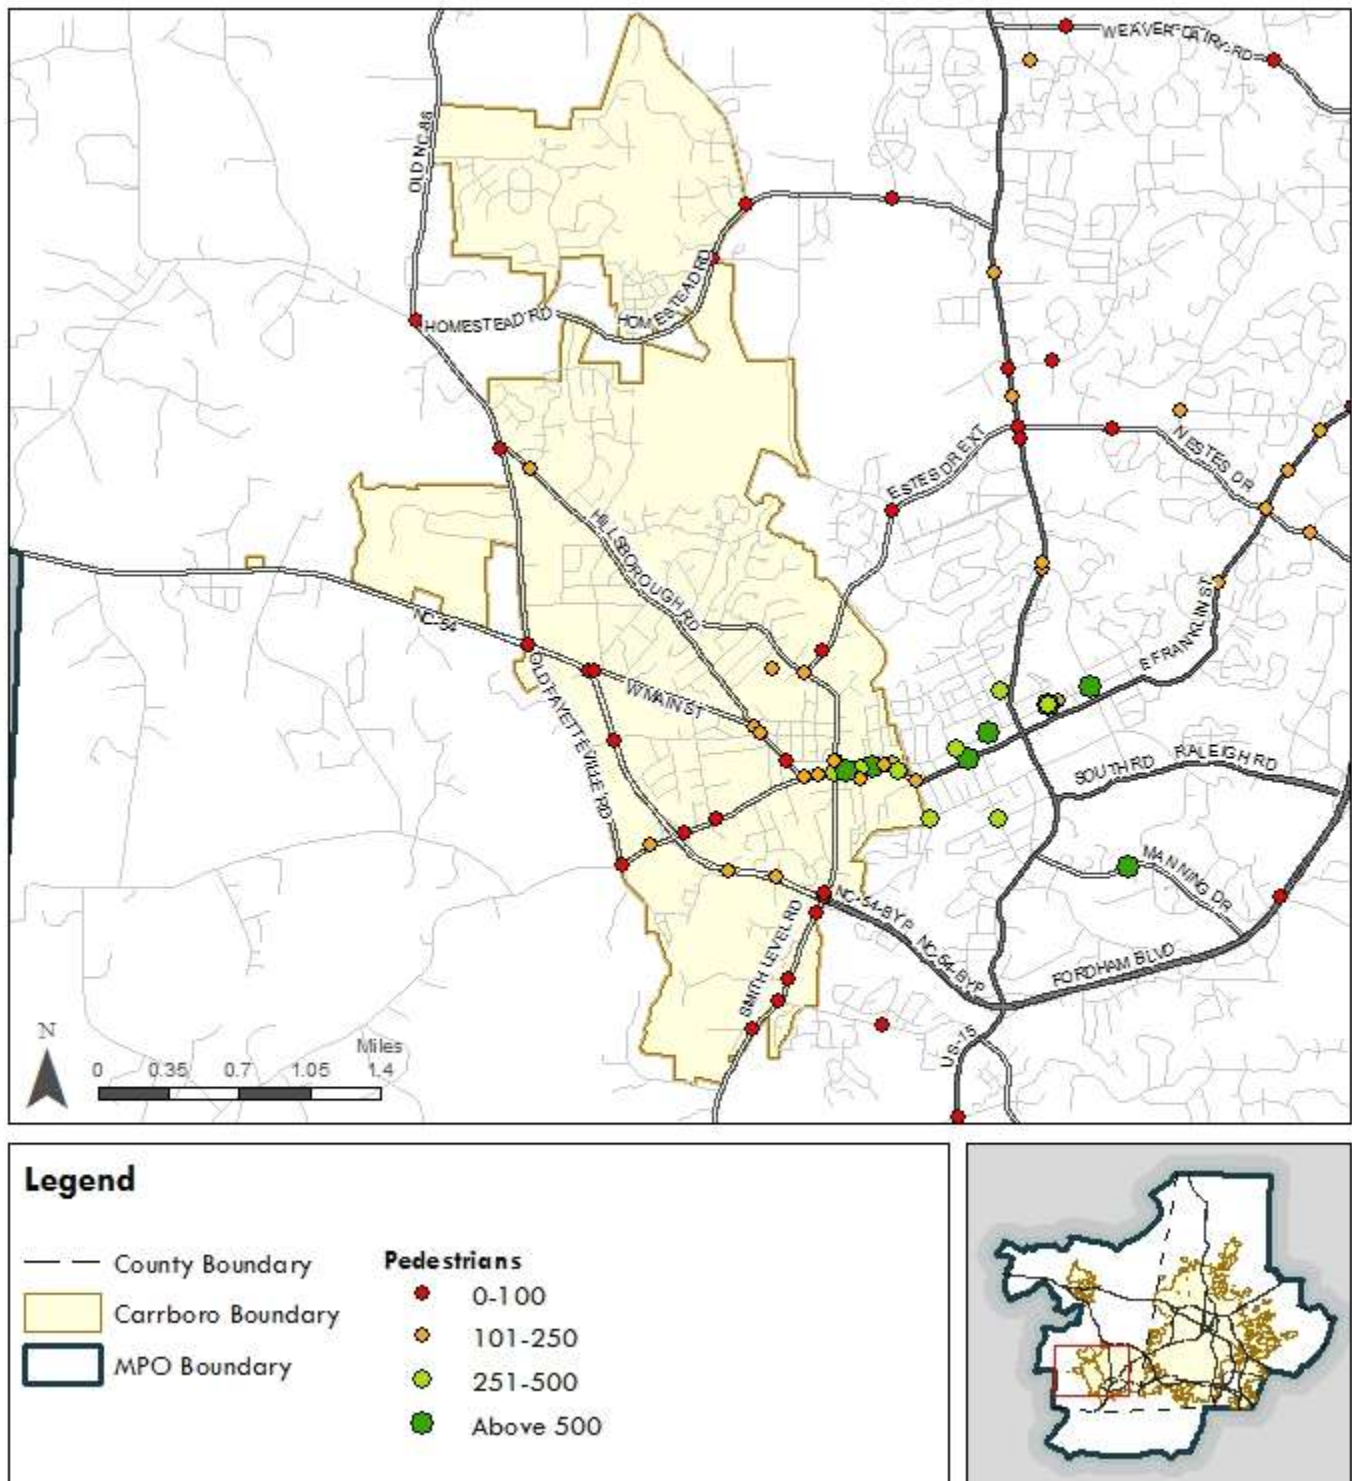 WEAVER DAIRY RD
OLD NC 86
HOMESTEAD RD
HOMESTEAD RD
ESTES DR EXT
N ESTES DR
HILLSBOROUGH RD
NC-54
E FRANKLIN ST
W MAIN ST
OLD FAYETTEVILLE RD
SOUTH RD
RALEIGH RD
MANNING DR
NC-54-BYP
NC-54-BYP
SMITH LEVEL RD
FORDHAM BLVD
US-15
N
Miles
0 0.35 0.7 1.05 1.4
Legend
County Boundary
Carrboro Boundary
MPO Boundary
Pedestrians
0-100
101-250
251-500
Above 500